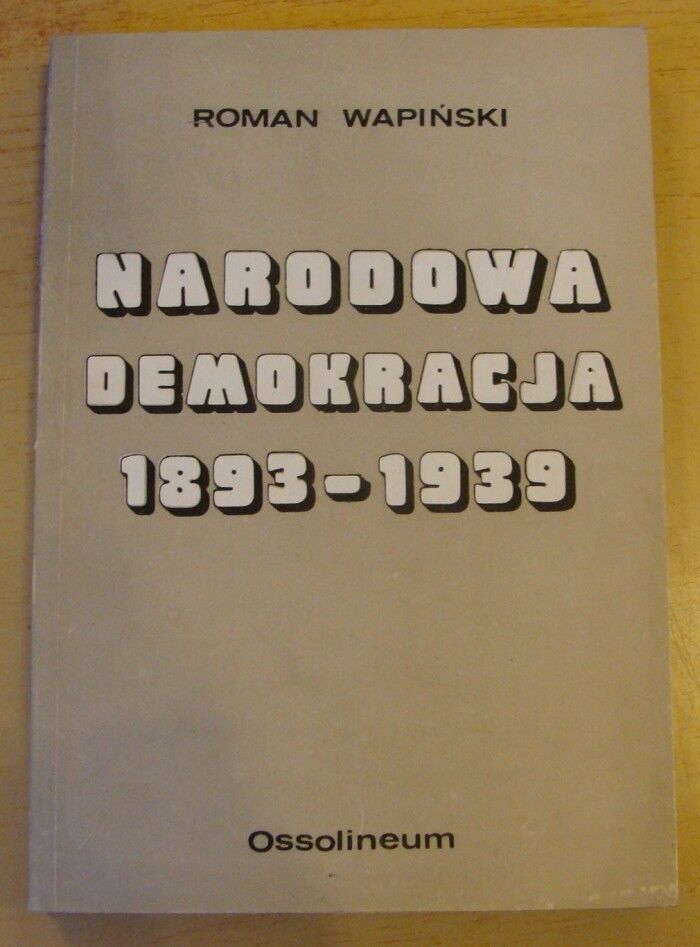 ROMAN WAPIŃSKI
NARODOWA
DEMOKRACJA
1893-1939
Ossolineum